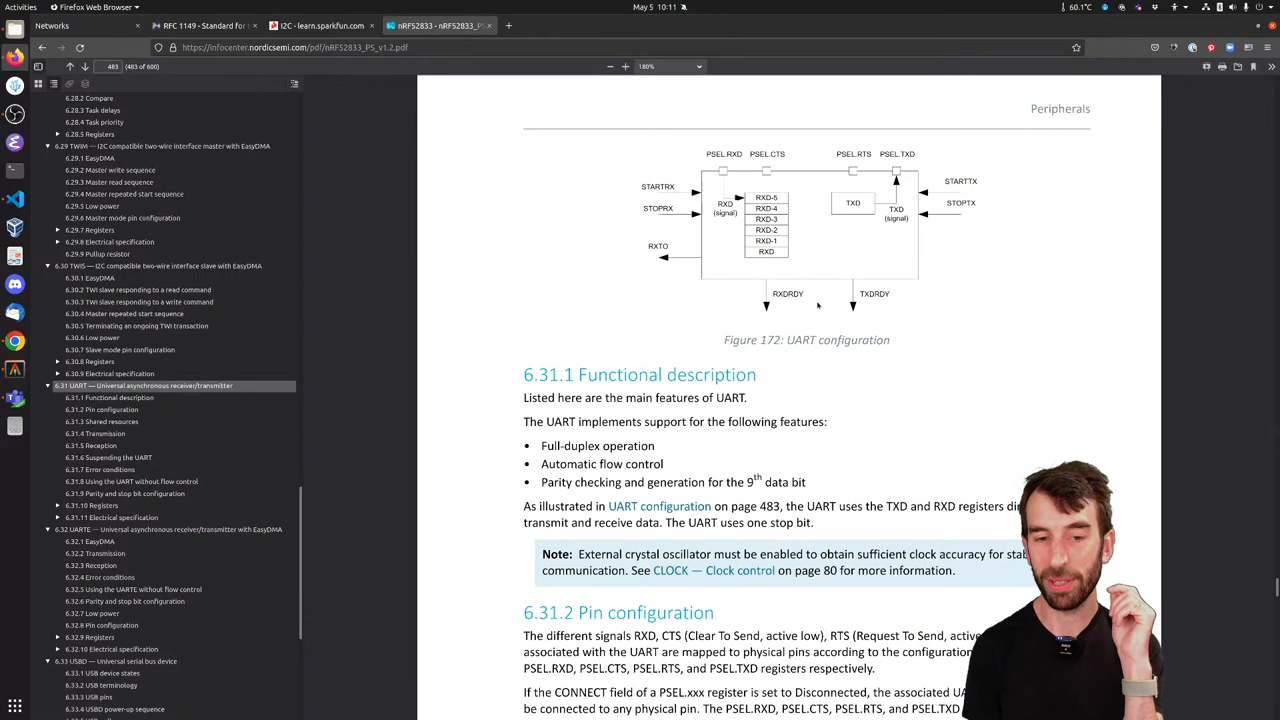 Activities
Firefox Web Browser
May 5 10:11
60.1°C
Networks
RFC 1149 - Standard for
I2C - learn.sparkfun.com
nRF52833 - nRF52833_PS
https://infocenter.nordicsemi.com/pdf/nRF52833_PS_v1.2.pdf
483
(483 of 600)
180%
6.28.2 Compare
6.28.3 Task delays
6.28.4 Task priority
6.28.5 Registers
6.29 TWIM — I2C compatible two-wire interface master with EasyDMA
6.29.1 EasyDMA
6.29.2 Master write sequence
6.29.3 Master read sequence
6.29.4 Master repeated start sequence
6.29.5 Low power
6.29.6 Master mode pin configuration
6.29.7 Registers
6.29.8 Electrical specification
6.29.9 Pullup resistor
6.30 TWIS — I2C compatible two-wire interface slave with EasyDMA
6.30.1 EasyDMA
6.30.2 TWI slave responding to a read command
6.30.3 TWI slave responding to a write command
6.30.4 Master repeated start sequence
6.30.5 Terminating an ongoing TWI transaction
6.30.6 Low power
6.30.7 Slave mode pin configuration
6.30.8 Registers
6.30.9 Electrical specification
6.31 UART — Universal asynchronous receiver/transmitter
6.31.1 Functional description
6.31.2 Pin configuration
6.31.3 Shared resources
6.31.4 Transmission
6.31.5 Reception
6.31.6 Suspending the UART
6.31.7 Error conditions
6.31.8 Using the UART without flow control
6.31.9 Parity and stop bit configuration
6.31.10 Registers
6.31.11 Electrical specification
6.32 UARTE — Universal asynchronous receiver/transmitter with EasyDMA
6.32.1 EasyDMA
6.32.2 Transmission
6.32.3 Reception
6.32.4 Error conditions
6.32.5 Using the UARTE without flow control
6.32.6 Parity and stop bit configuration
6.32.7 Low power
6.32.8 Pin configuration
6.32.9 Registers
6.32.10 Electrical specification
6.33 USBD — Universal serial bus device
6.33.1 USB device states
6.33.2 USB terminology
6.33.3 USB pins
6.33.4 USBD power-up sequence
Peripherals
PSEL.RXD PSEL.CTS PSEL.RTS PSEL.TXD
STARTRX
STOPRX
RXTO
RXD
(signal)
RXD-5
RXD-4
RXD-3
RXD-2
RXD-1
RXD
TXD
TXD
(signal)
STARTTX
STOPTX
RXDRDY
TXDRDY
Figure 172: UART configuration
6.31.1 Functional description
Listed here are the main features of UART.
The UART implements support for the following features:
• Full-duplex operation
• Automatic flow control
• Parity checking and generation for the 9th data bit
As illustrated in UART configuration on page 483, the UART uses the TXD and RXD registers di
transmit and receive data. The UART uses one stop bit.
Note: External crystal oscillator must be enabled to obtain sufficient clock accuracy for sta
communication. See CLOCK — Clock control on page 80 for more information.
6.31.2 Pin configuration
The different signals RXD, CTS (Clear To Send, active low), RTS (Request To Send, active
associated with the UART are mapped to physical pins according to the configuration
PSEL.RXD, PSEL.CTS, PSEL.RTS, and PSEL.TXD registers respectively.
If the CONNECT field of a PSEL.xxx register is set to connected, the associated UA
be connected to any physical pin. The PSEL.RXD, PSEL.CTS, PSEL.RTS, and PSEL.TXD